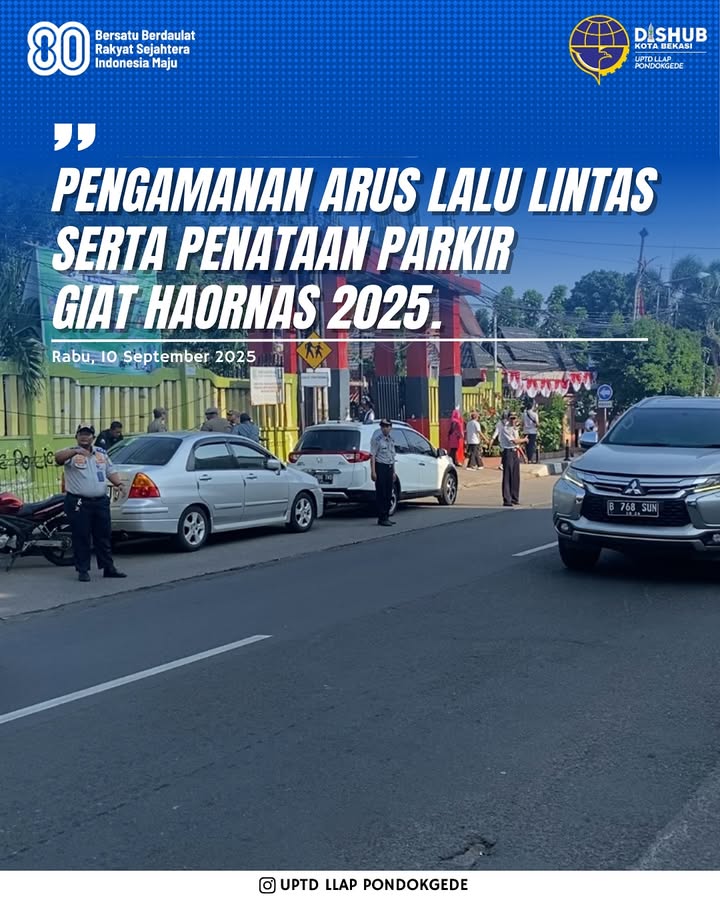 80
Bersatu Berdaulat
Rakyat Sejahtera
Indonesia Maju
DISHUB
KOTA BEKASI
UPTD LLAP
PONDOKGEDE
"
PENGAMANAN ARUS LALU LINTAS
SERTA PENATAAN PARKIR
GIAT HAORNAS 2025.
Rabu, 10 September 2025
B 768 SUN
UPTD LLAP PONDOKGEDE